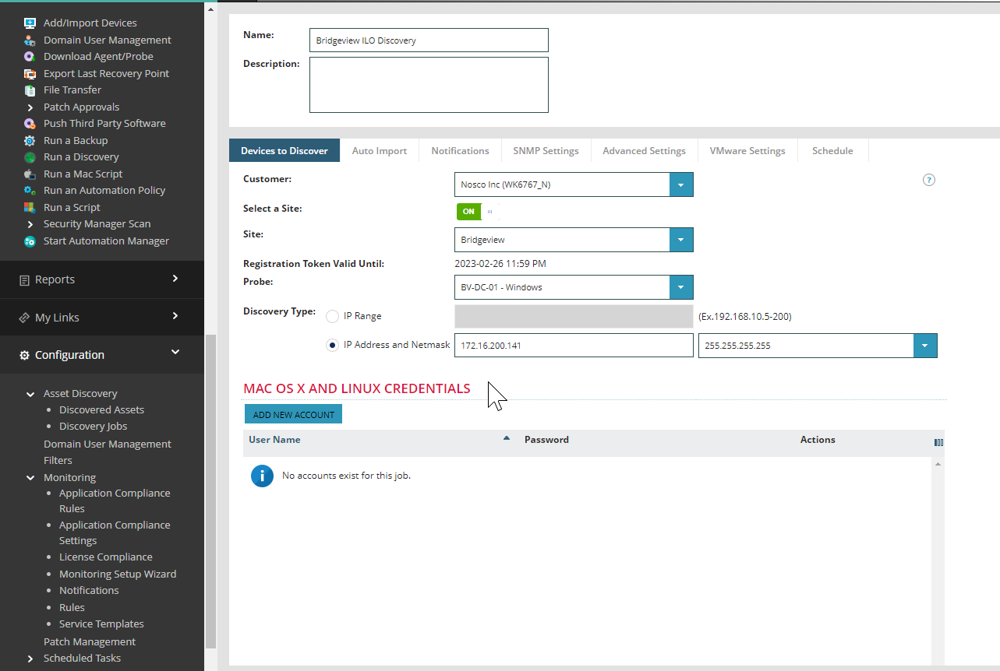 Add/Import Devices
Domain User Management
Download Agent/Probe
Export Last Recovery Point
File Transfer
Patch Approvals
Push Third Party Software
Run a Backup
Run a Discovery
Run a Mac Script
Run an Automation Policy
Run a Script
Security Manager Scan
Start Automation Manager
Reports
My Links
Configuration
Asset Discovery
Discovered Assets
Discovery Jobs
Domain User Management
Filters
Monitoring
Application Compliance
Rules
Application Compliance
Settings
License Compliance
Monitoring Setup Wizard
Notifications
Rules
Service Templates
Patch Management
Scheduled Tasks
Name: Bridgeview ILO Discovery
Description:
Devices to Discover Auto Import Notifications SNMP Settings Advanced Settings VMware Settings Schedule
Customer: Nosco Inc (WK6767_N) ?
Select a Site: ON
Site: Bridgeview
Registration Token Valid Until: 2023-02-26 11:59 PM
Probe: BV-DC-01 - Windows
Discovery Type: IP Range (Ex.192.168.10.5-200)
IP Address and Netmask 172.16.200.141 255.255.255.255
MAC OS X AND LINUX CREDENTIALS
ADD NEW ACCOUNT
User Name Password Actions
No accounts exist for this job.